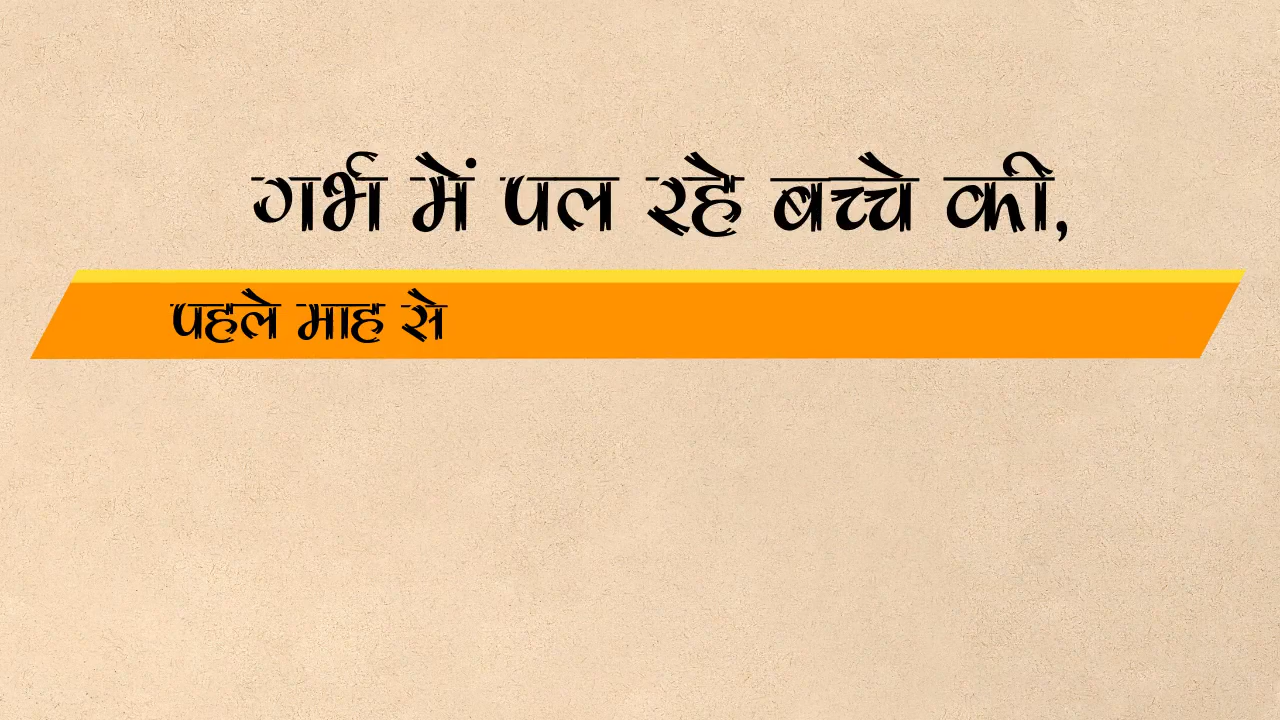 गर्भ में पल रहे बच्चे की,
पहले माह से